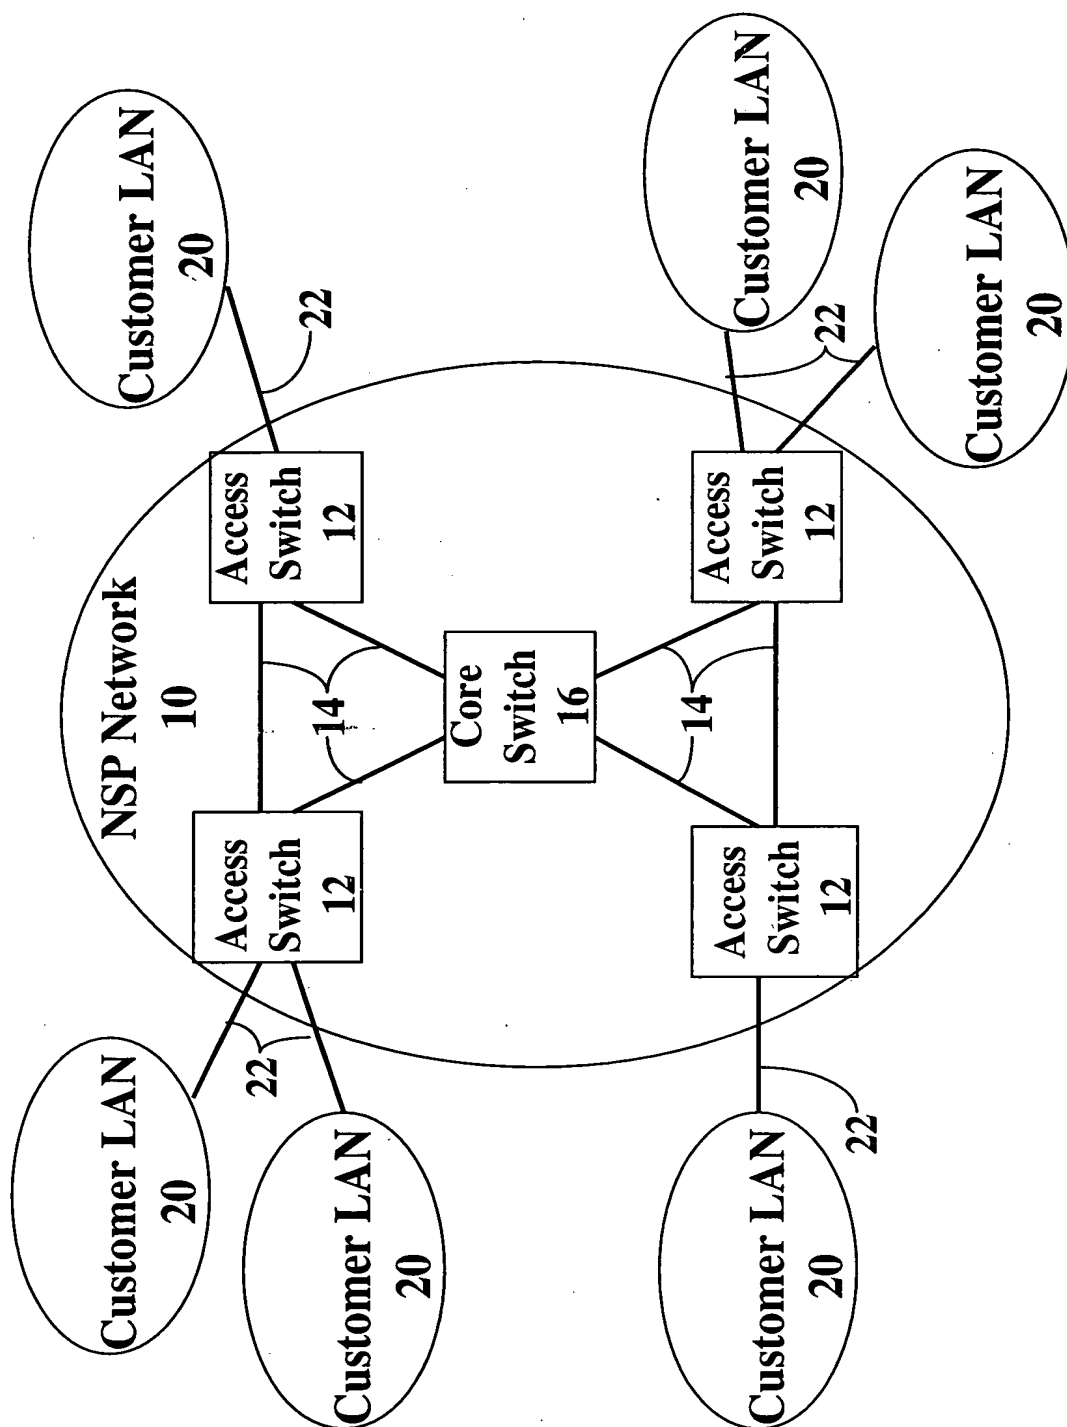 Customer LAN
20
NSP Network
10
Customer LAN
20
22
Access
Switch
12
Access
Switch
12
22
Customer LAN
20
14
Core
Switch
16
14
Customer LAN
20
Access
Switch
12
Access
Switch
12
Customer LAN
20
22
22
Customer LAN
20